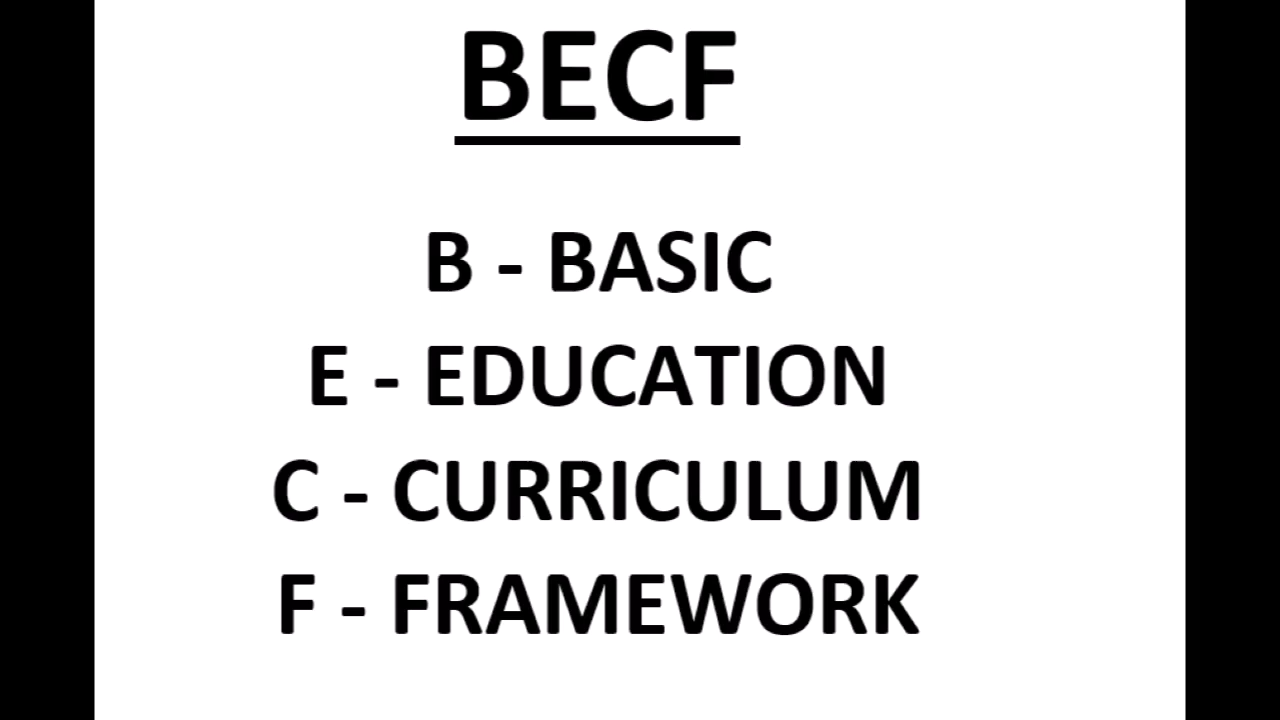 BECF
B - BASIC
E - EDUCATION
C - CURRICULUM
F - FRAMEWORK